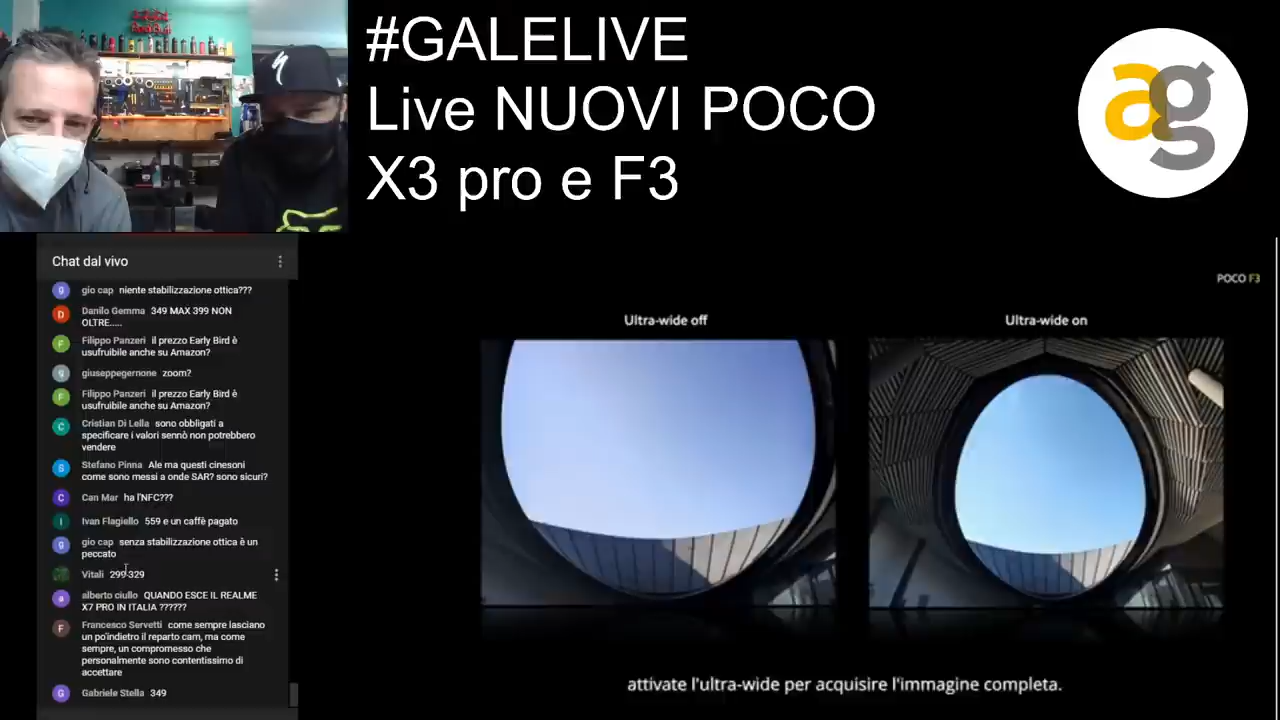 #GALELIVE
Live NUOVI POCO
X3 pro e F3
ag
Chat dal vivo
gio cap niente stabilizzazione ottica???
Danilo Gemma 349 MAX 399 NON
OLTRE.....
Filippo Panzeri il prezzo Early Bird è
usufruibile anche su Amazon?
giuseppegernone zoom?
Filippo Panzeri il prezzo Early Bird è
usufruibile anche su Amazon?
Cristian Di Lella sono obbligati a
specificare i valori sennò non potrebbero
vendere
Stefano Pinna Ale ma questi cinesoni
come sono messi a onde SAR? sono sicuri?
Can Mar ha l'NFC???
Ivan Flagiello 559 e un caffè pagato
gio cap senza stabilizzazione ottica è un
peccato
Vitali 299-329
alberto ciullo QUANDO ESCE IL REALME
X7 PRO IN ITALIA ??????
Francesco Servetti come sempre lasciano
un po'indietro il reparto cam, ma come
sempre, un compromesso che
personalmente sono contentissimo di
accettare
Gabriele Stella 349
POCO F3
Ultra-wide off
Ultra-wide on
attivate l'ultra-wide per acquisire l'immagine completa.